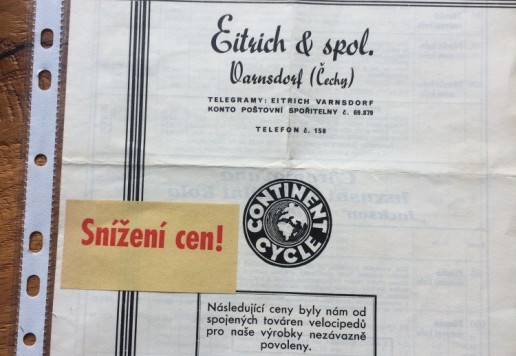 Eitrich & spol.
Varnsdorf (Čechy)
TELEGRAMY: EITRICH VARNSDORF
KONTO POŠTOVNÍ SPOŘITELNY č. 69.879
TELEFON č. 158
CONTINENT
CYCLE
Snížení cen!
Následující ceny byly nám od
spojených továren velocipedů
pro naše výrobky nezávazně
povoleny.